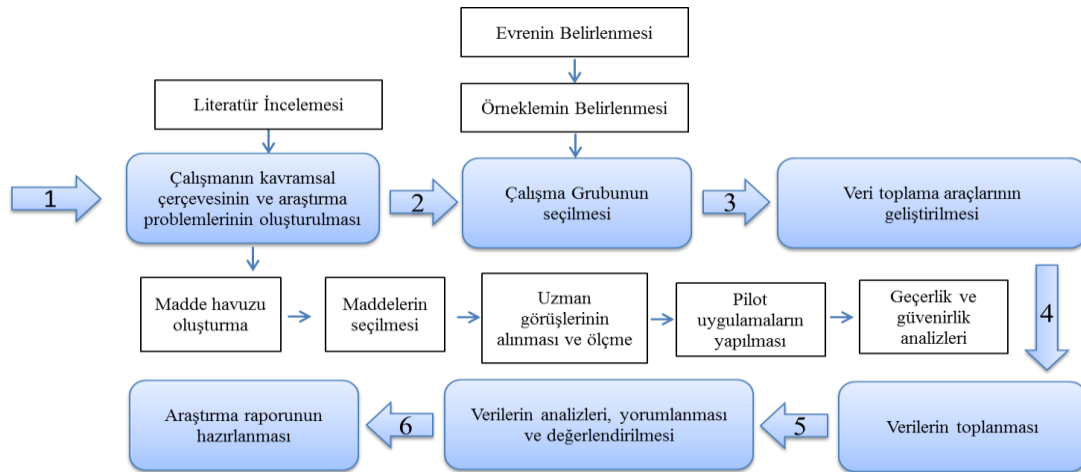 Evrenin Belirlenmesi
Literatür İncelemesi
Örneklemin Belirlenmesi
1
Çalışmanın kavramsal
çerçevesinin ve araştırma
problemlerinin oluşturulması
2
Çalışma Grubunun
seçilmesi
3
Veri toplama araçlarının
geliştirilmesi
Madde havuzu
oluşturma
Maddelerin
seçilmesi
Uzman
görüşlerinin
alınması ve ölçme
Pilot
uygulamaların
yapılması
Geçerlik ve
güvenirlik
analizleri
4
Araştırma raporunun
hazırlanması
6
Verilerin analizleri, yorumlanması
ve değerlendirilmesi
5
Verilerin toplanması